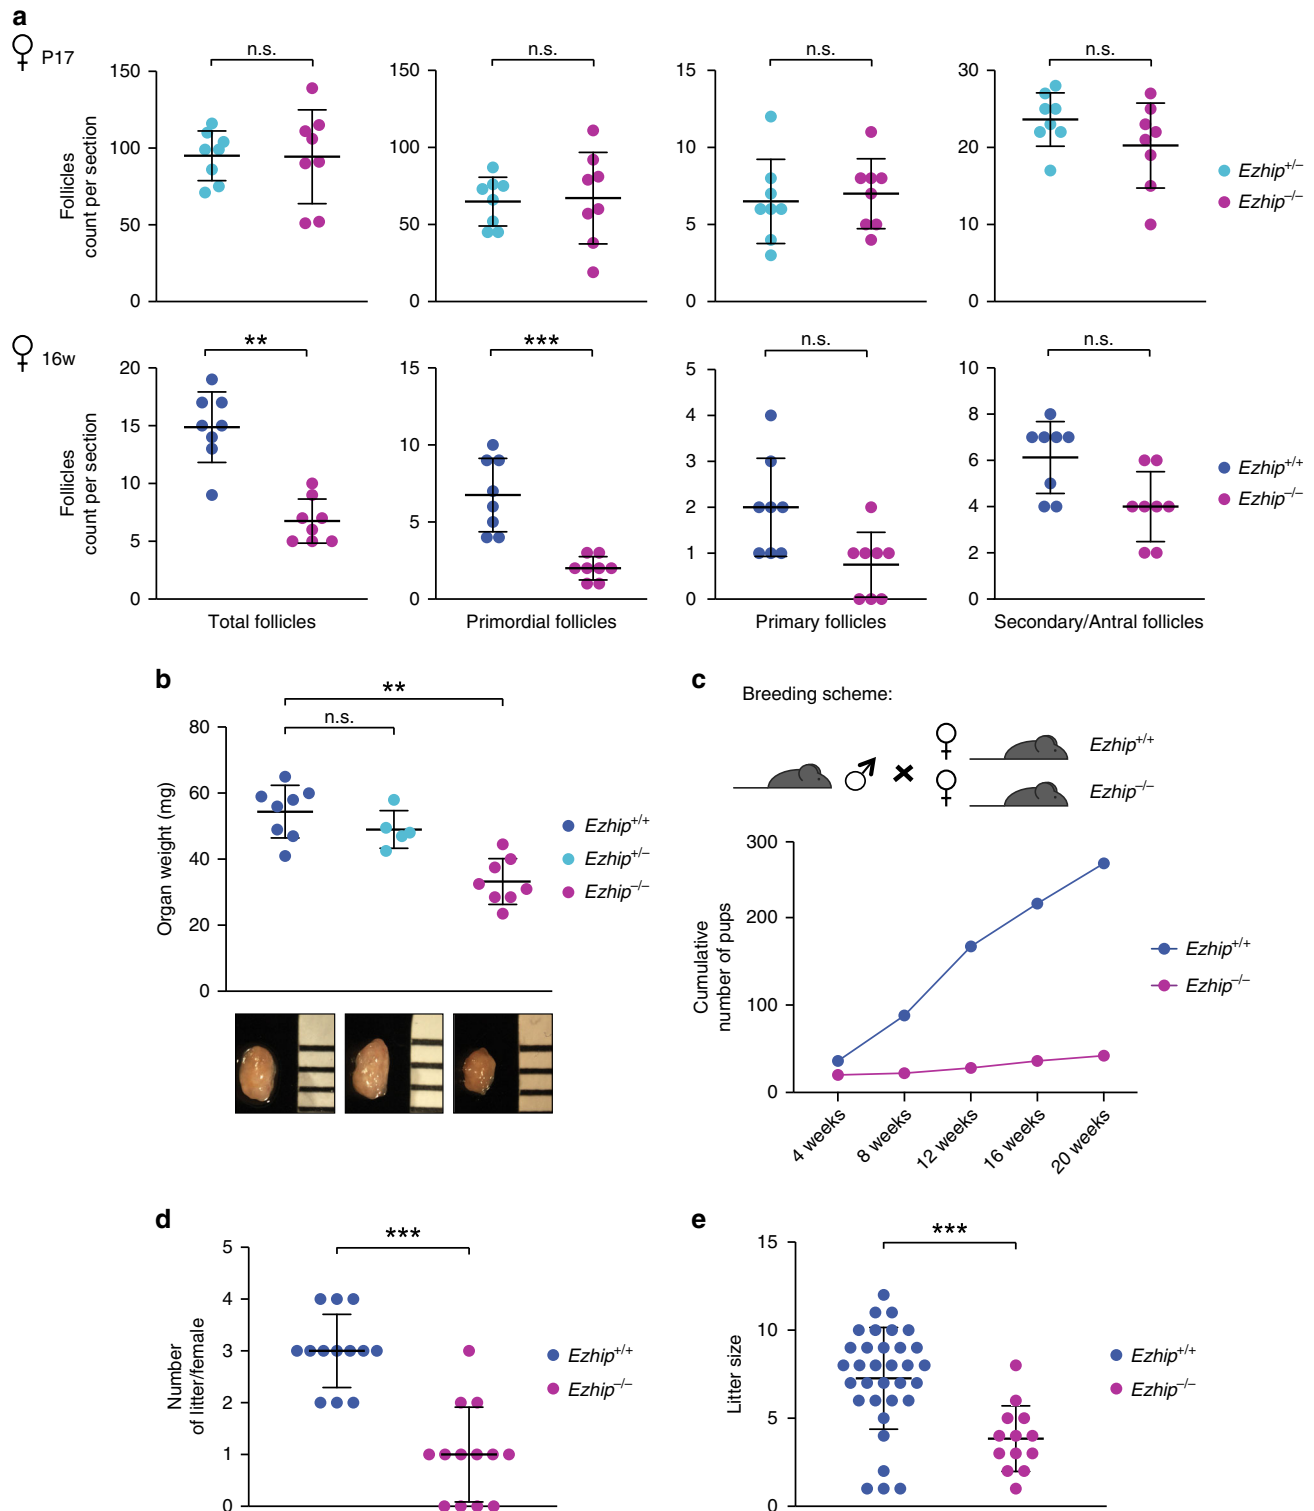 a
♀ P17
n.s. n.s. n.s. n.s.
Follicles
count per section
150 100 50 0
150 100 50 0
15 10 5 0
30 20 10 0
Ezhip+/−
Ezhip−/−
♀ 16w
** *** n.s. n.s.
Follicles
count per section
20 15 10 5 0
15 10 5 0
5 4 3 2 1 0
10 8 6 4 2 0
Ezhip+/+
Ezhip−/−
Total follicles
Primordial follicles
Primary follicles
Secondary/Antral follicles
b
**
n.s.
Organ weight (mg)
80
60
40
20
0
Ezhip+/+
Ezhip+/−
Ezhip−/−
c
Breeding scheme:
Ezhip+/+
Ezhip−/−
Cumulative
number of pups
300
200
100
0
4 weeks
8 weeks
12 weeks
16 weeks
20 weeks
Ezhip+/+
Ezhip−/−
d
***
Number
of litter/female
5
4
3
2
1
0
Ezhip+/+
Ezhip−/−
e
***
Litter size
15
10
5
0
Ezhip+/+
Ezhip−/−